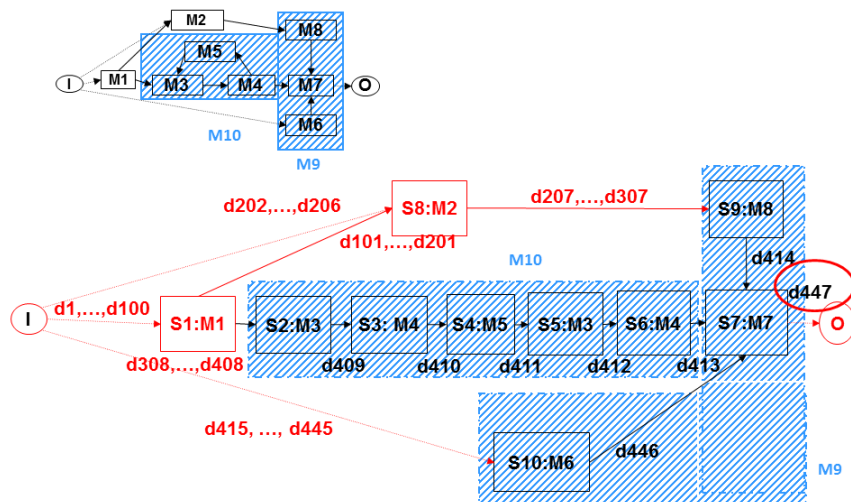 M2
M8
M5
I
M1
M3
M4
M7
O
M6
M10
M9
d202,...,d206
S8:M2
d207,...,d307
S9:M8
d101,...,d201
d414
M10
d447
I
d1,...,d100
S1:M1
S2:M3
S3: M4
S4:M5
S5:M3
S6:M4
S7:M7
O
d308,...,d408
d409
d410
d411
d412
d413
d415, ..., d445
S10:M6
d446
M9